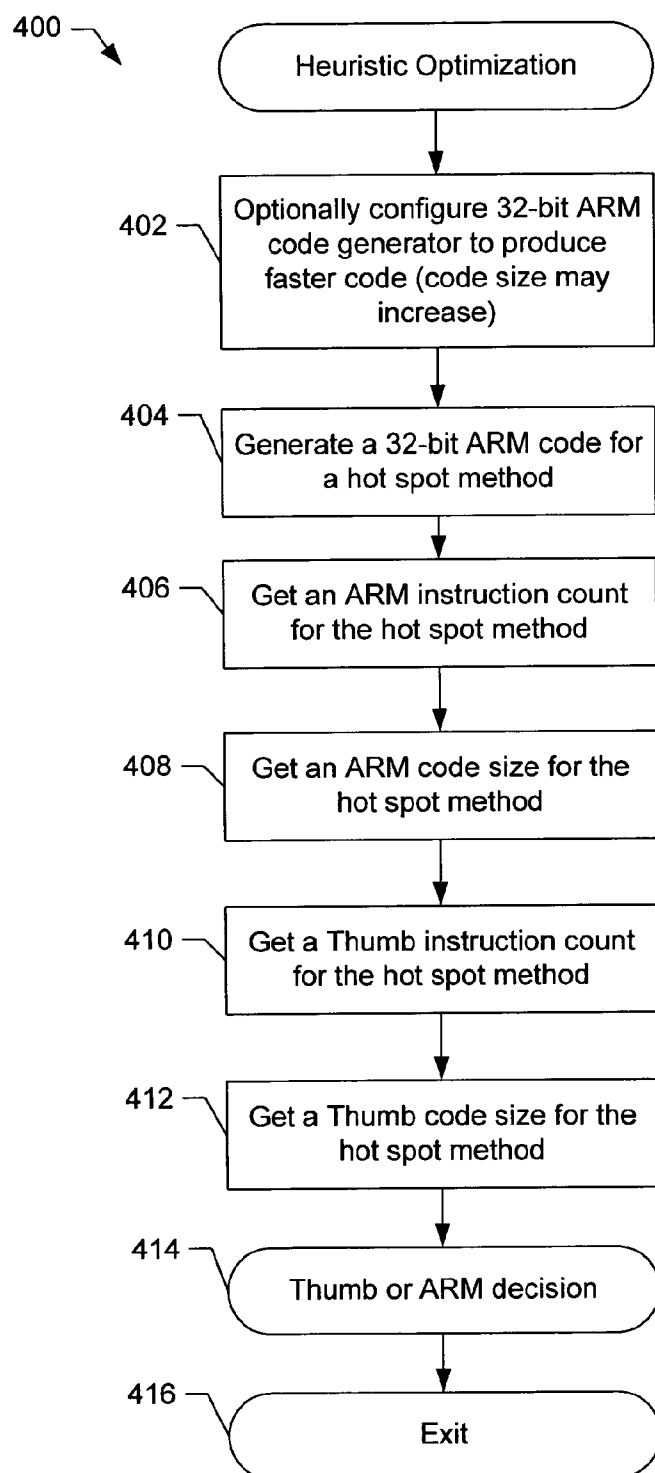 400
Heuristic Optimization
402
Optionally configure 32-bit ARM
code generator to produce
faster code (code size may
increase)
404
Generate a 32-bit ARM code for
a hot spot method
406
Get an ARM instruction count
for the hot spot method
408
Get an ARM code size for the
hot spot method
410
Get a Thumb instruction count
for the hot spot method
412
Get a Thumb code size for the
hot spot method
414
Thumb or ARM decision
416
Exit